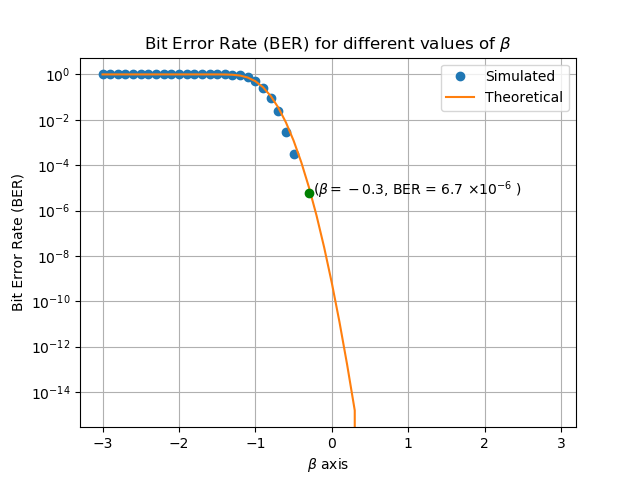 Bit Error Rate (BER) for different values of β
Simulated
Theoretical
10⁰
10⁻²
10⁻⁴
10⁻⁶
10⁻⁸
10⁻¹⁰
10⁻¹²
10⁻¹⁴
Bit Error Rate (BER)
(β = −0.3, BER = 6.7 ×10⁻⁶ )
−3 −2 −1 0 1 2 3
β axis